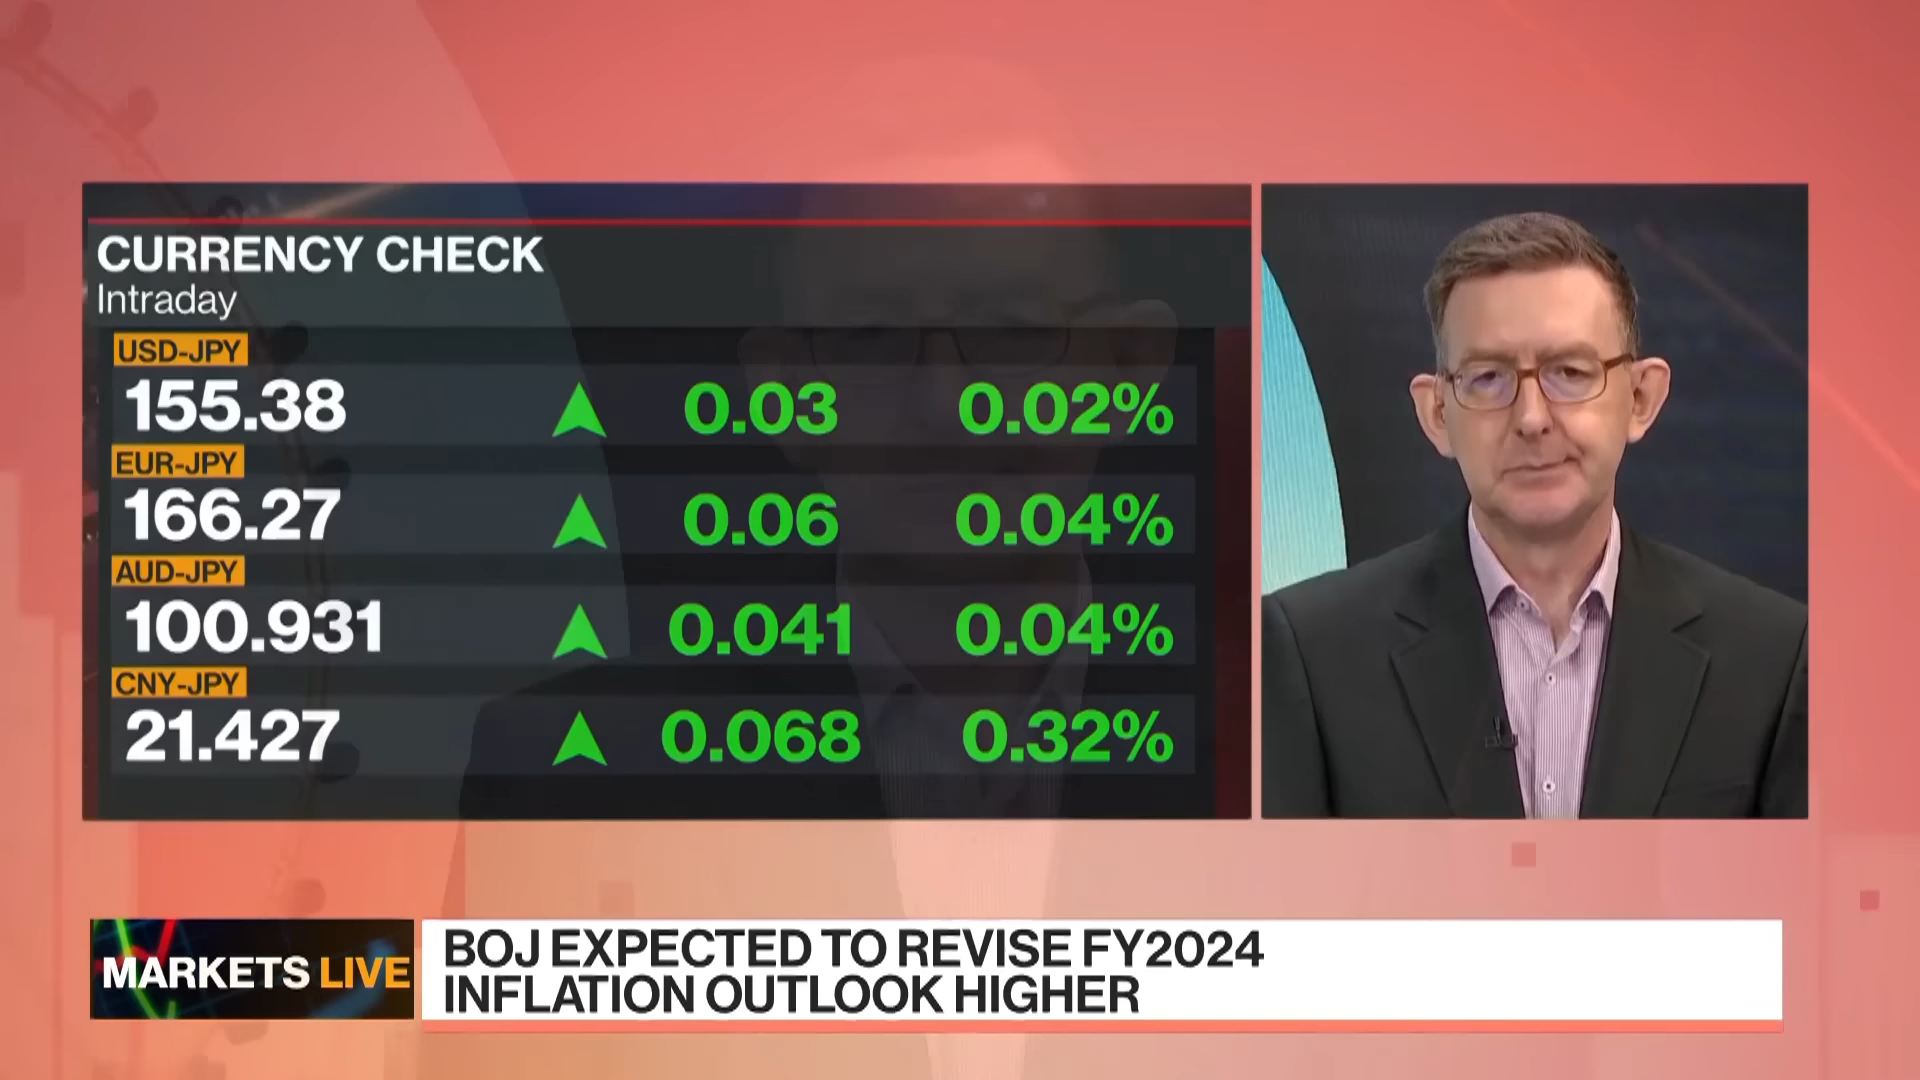 CURRENCY CHECK
Intraday
USD-JPY
155.38 0.03 0.02%
EUR-JPY
166.27 0.06 0.04%
AUD-JPY
100.931 0.041 0.04%
CNY-JPY
21.427 0.068 0.32%
MARKETS LIVE
BOJ EXPECTED TO REVISE FY2024
INFLATION OUTLOOK HIGHER